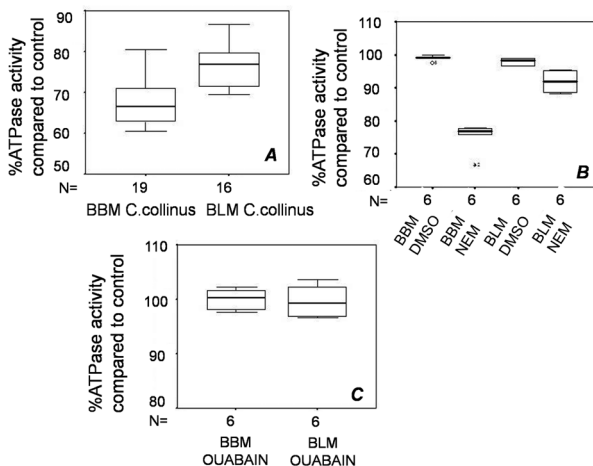 %ATPase activity
compared to control
90
80
70
60
50
N=
19
16
BBM C.collinus
BLM C.collinus
A
%ATPase activity
compared to control
110
100
90
80
70
60
N=
6
6
6
6
BBM
DMSO
BBM
NEM
BLM
DMSO
BLM
NEM
B
%ATPase activity
compared to control
110
100
90
80
N=
6
6
BBM
OUABAIN
BLM
OUABAIN
C